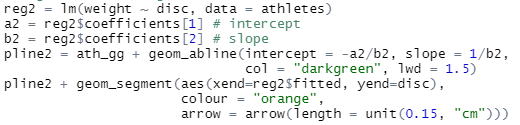 reg2 = lm(weight ~ disc, data = athletes)
a2 = reg2$coefficients[1] # intercept
b2 = reg2$coefficients[2] # slope
pline2 = ath_gg + geom_abline(intercept = -a2/b2, slope = 1/b2,
col = "darkgreen", lwd = 1.5)
pline2 + geom_segment(aes(xend=reg2$fitted, yend=disc),
colour = "orange",
arrow = arrow(length = unit(0.15, "cm")))